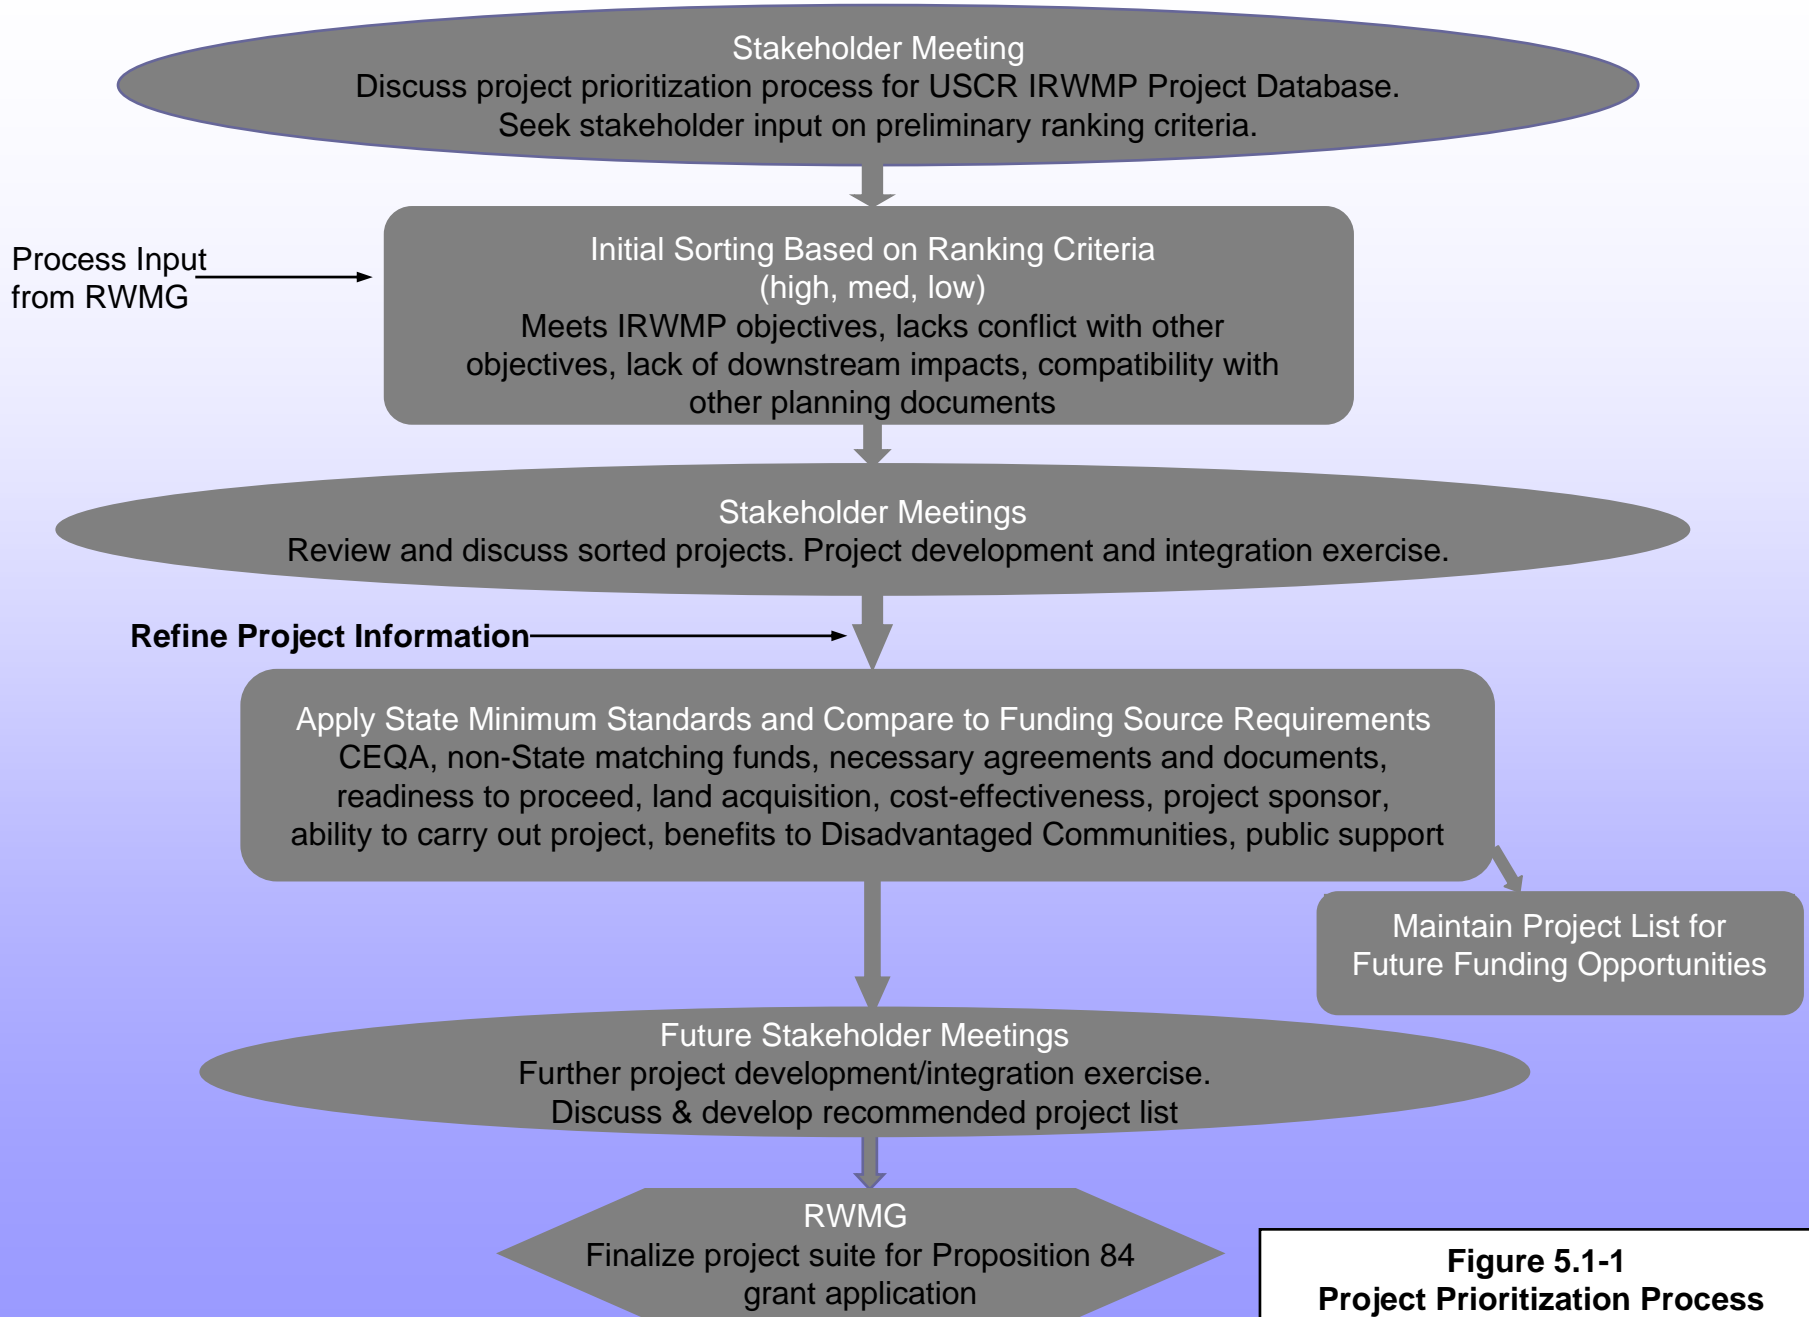 Stakeholder Meeting
Discuss project prioritization process for USCR IRWMP Project Database.
Seek stakeholder input on preliminary ranking criteria.
Process Input
from RWMG
Initial Sorting Based on Ranking Criteria
(high, med, low)
Meets IRWMP objectives, lacks conflict with other
objectives, lack of downstream impacts, compatibility with
other planning documents
Stakeholder Meetings
Review and discuss sorted projects. Project development and integration exercise.
Refine Project Information
Apply State Minimum Standards and Compare to Funding Source Requirements
CEQA, non-State matching funds, necessary agreements and documents,
readiness to proceed, land acquisition, cost-effectiveness, project sponsor,
ability to carry out project, benefits to Disadvantaged Communities, public support
Maintain Project List for
Future Funding Opportunities
Future Stakeholder Meetings
Further project development/integration exercise.
Discuss & develop recommended project list
RWMG
Finalize project suite for Proposition 84
grant application
Figure 5.1-1
Project Prioritization Process